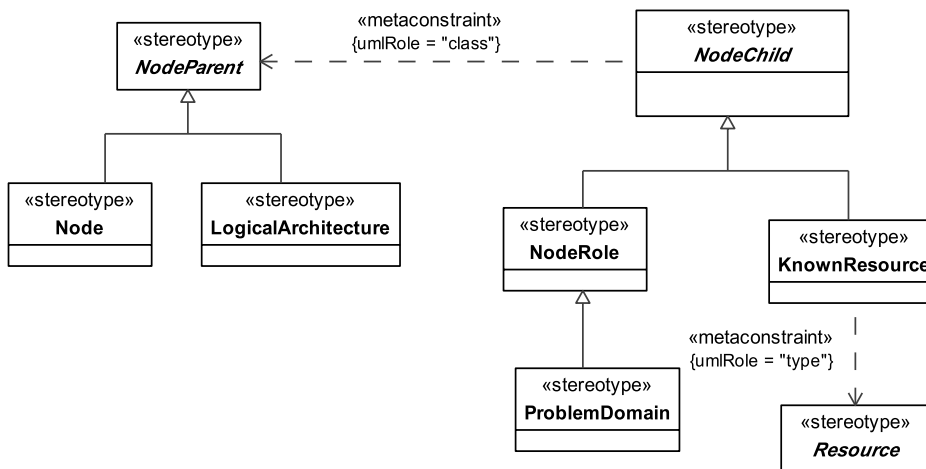 «metaconstraint»
{umlRole = "class"}
«stereotype»
NodeParent
«stereotype»
NodeChild
«stereotype»
Node
«stereotype»
LogicalArchitecture
«stereotype»
NodeRole
«stereotype»
KnownResource
«metaconstraint»
{umlRole = "type"}
«stereotype»
ProblemDomain
«stereotype»
Resource